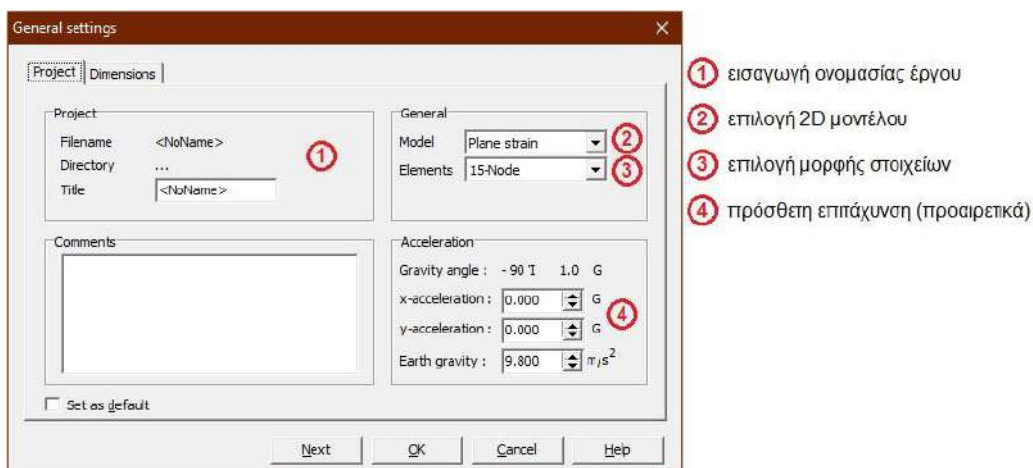 General settings
Project Dimensions
Project
Filename <NoName>
Directory ...
Title <NoName>
1
General
Model Plane strain
2
Elements 15-Node
3
Comments
Acceleration
Gravity angle : - 90 Ί 1.0 G
x-acceleration : 0.000 G
y-acceleration : 0.000 G
4
Earth gravity : 9.800 m/s²
Set as default
Next OK Cancel Help
1 εισαγωγή ονομασίας έργου
2 επιλογή 2D μοντέλου
3 επιλογή μορφής στοιχείων
4 πρόσθετη επιτάχυνση (προαιρετικά)